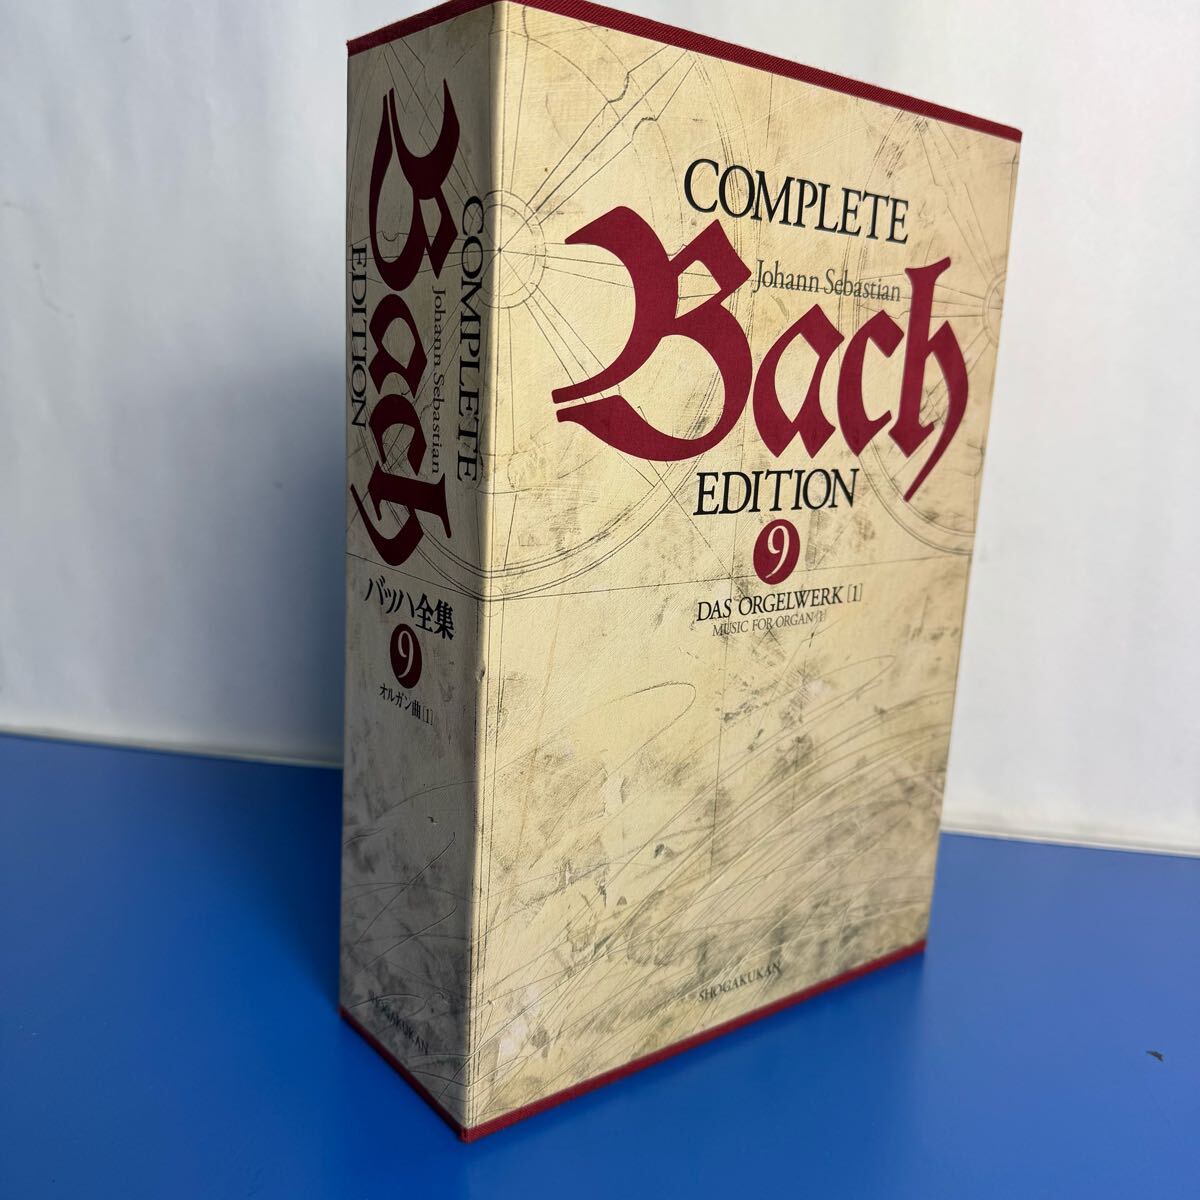 COMPLETE
Johann Sebastian
Bach
EDITION
9
DAS ORGELWERK [1]
MUSIC FOR ORGAN [1]
SHOGAKUKAN
COMPLETE
Johann Sebastian
Bach
EDITION
バッハ全集
9
オルガン曲[1]
SHOGAKUKAN